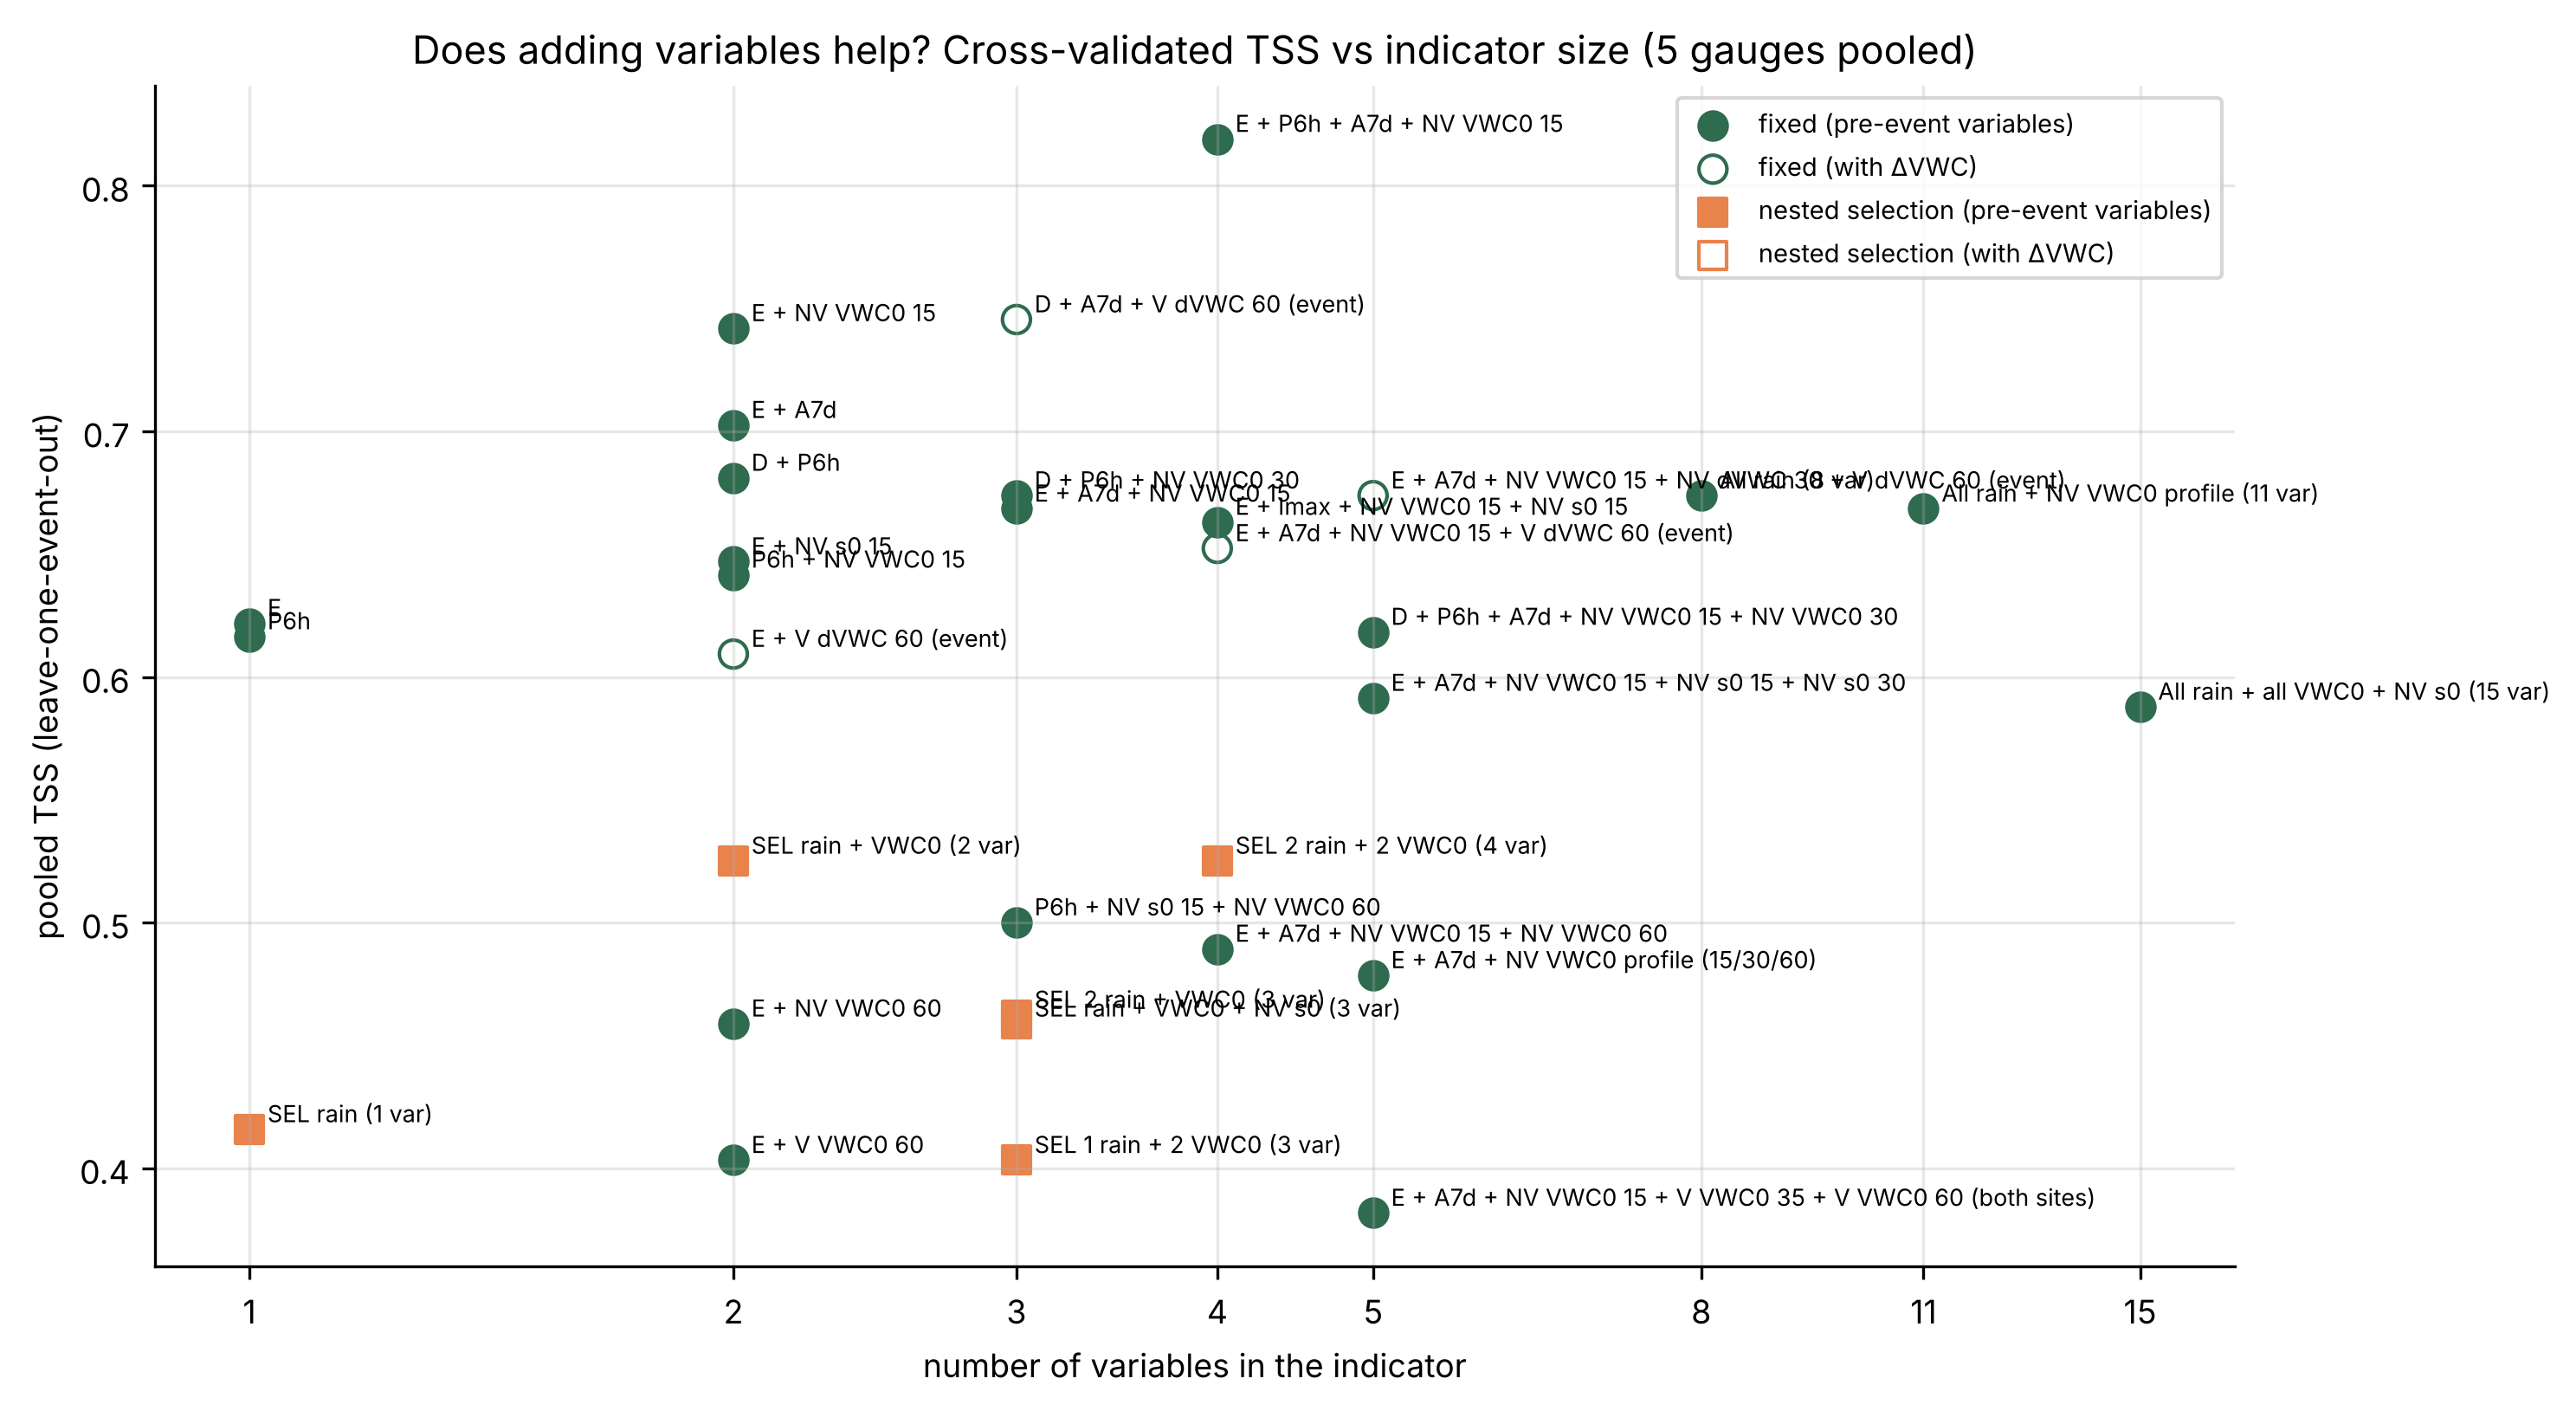 Does adding variables help? Cross-validated TSS vs indicator size (5 gauges pooled)
fixed (pre-event variables)
fixed (with ΔVWC)
nested selection (pre-event variables)
nested selection (with ΔVWC)
pooled TSS (leave-one-event-out)
0.8
0.7
0.6
0.5
0.4
E + P6h + A7d + NV VWC0 15
E + NV VWC0 15
D + A7d + V dVWC 60 (event)
E + A7d
D + P6h
D + P6h + NV VWC0 30
E + A7d + NV VWC0 15
E + A7d + NV VWC0 15 + NV dVWC 30 + V dVWC 60 (event)
All rain (8 var)
All rain + NV VWC0 profile (11 var)
E + Imax + NV VWC0 15 + NV s0 15
E + A7d + NV VWC0 15 + V dVWC 60 (event)
E + NV s0 15
P6h + NV VWC0 15
E
P6h
E + V dVWC 60 (event)
D + P6h + A7d + NV VWC0 15 + NV VWC0 30
E + A7d + NV VWC0 15 + NV s0 15 + NV s0 30
All rain + all VWC0 + NV s0 (15 var)
SEL rain + VWC0 (2 var)
SEL 2 rain + 2 VWC0 (4 var)
P6h + NV s0 15 + NV VWC0 60
E + A7d + NV VWC0 15 + NV VWC0 60
E + A7d + NV VWC0 profile (15/30/60)
E + NV VWC0 60
SEL 2 rain + VWC0 (3 var)
SEL rain + VWC0 + NV s0 (3 var)
SEL rain (1 var)
E + V VWC0 60
SEL 1 rain + 2 VWC0 (3 var)
E + A7d + NV VWC0 15 + V VWC0 35 + V VWC0 60 (both sites)
1 2 3 4 5 8 11 15
number of variables in the indicator